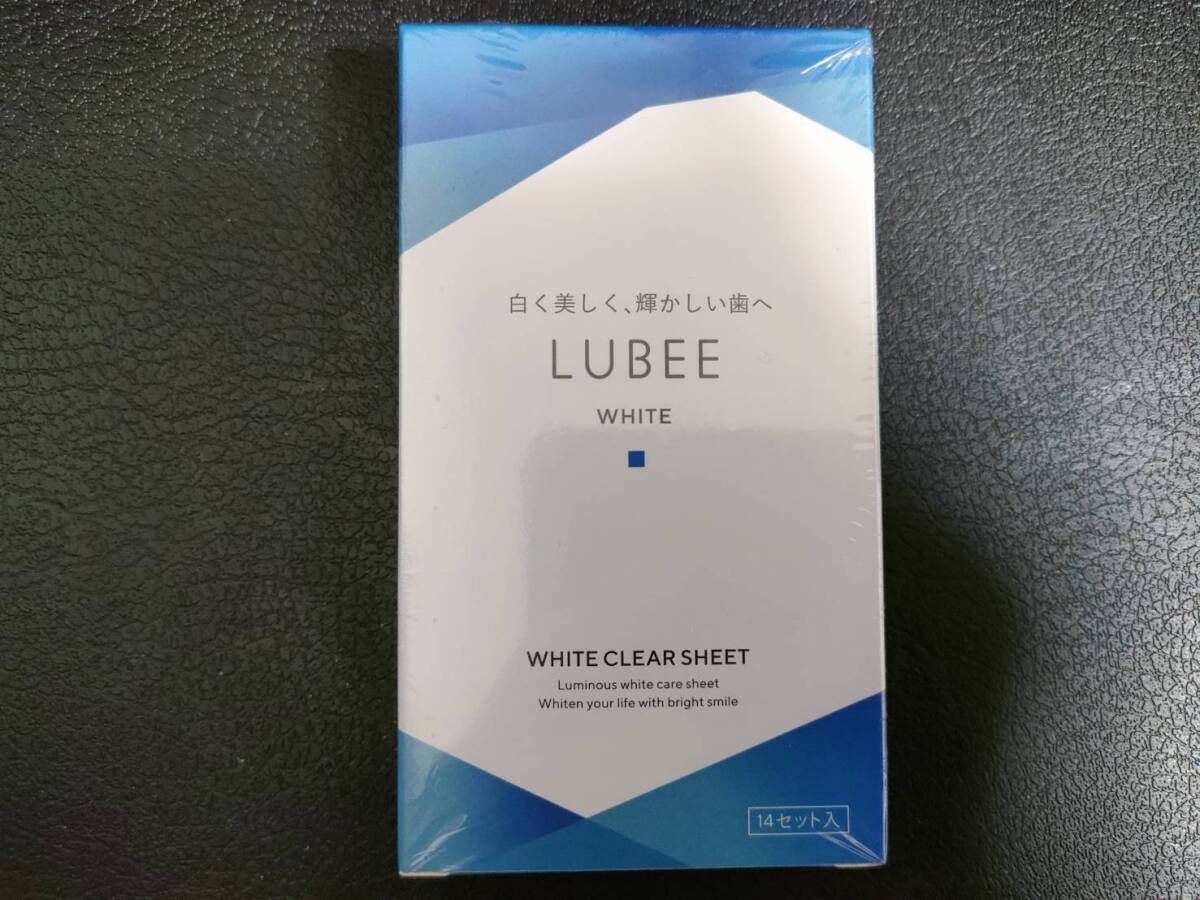 白く美しく、輝かしい歯へ
LUBEE
WHITE
WHITE CLEAR SHEET
Luminous white care sheet
Whiten your life with bright smile
14セット入